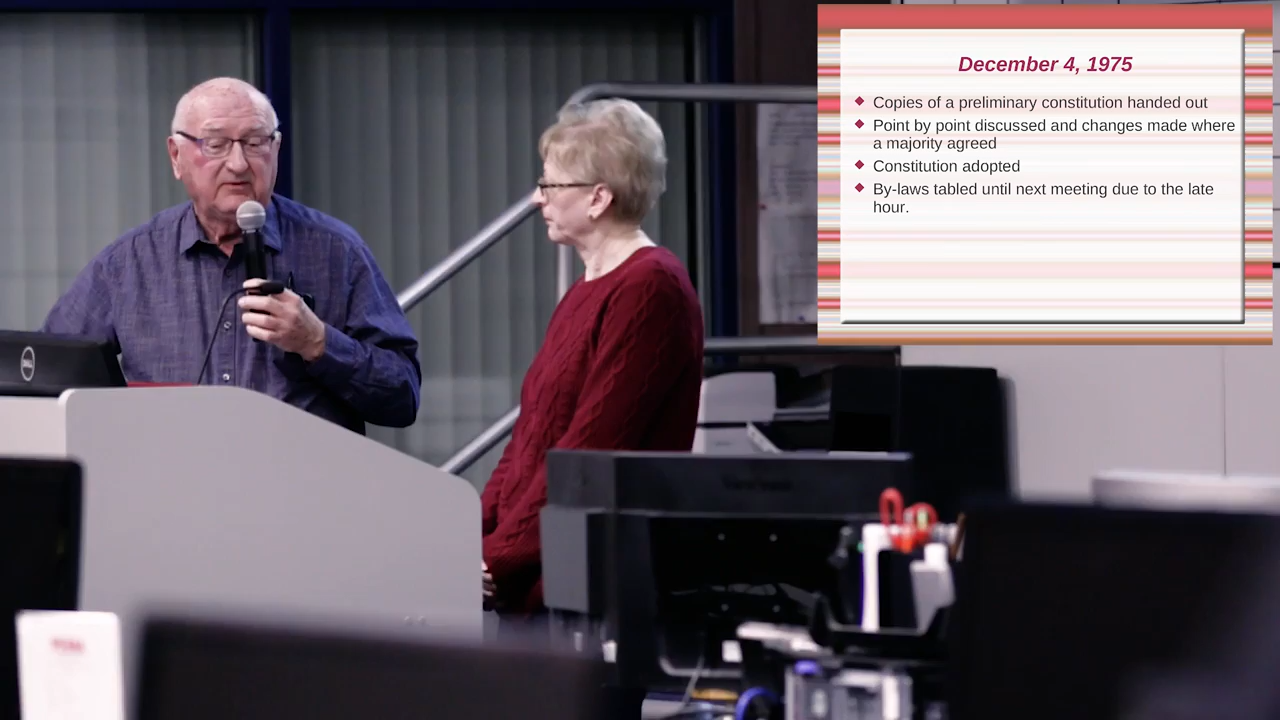 December 4, 1975
Copies of a preliminary constitution handed out
Point by point discussed and changes made where
a majority agreed
Constitution adopted
By-laws tabled until next meeting due to the late
hour.
DELL